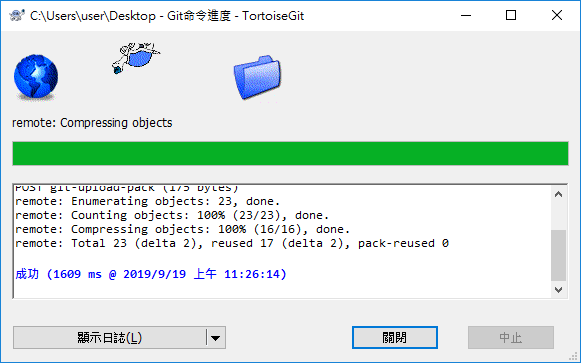 C:\Users\user\Desktop - Git命令進度 - TortoiseGit
remote: Compressing objects
POST git-upload-pack (175 bytes)
remote: Enumerating objects: 23, done.
remote: Counting objects: 100% (23/23), done.
remote: Compressing objects: 100% (16/16), done.
remote: Total 23 (delta 2), reused 17 (delta 2), pack-reused 0
成功 (1609 ms @ 2019/9/19 上午 11:26:14)
顯示日誌(L)
關閉
中止